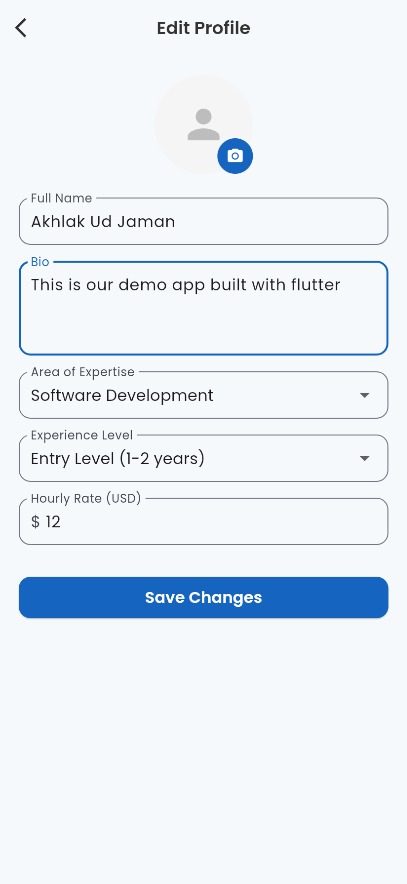 Edit Profile
Full Name
Akhlak Ud Jaman
Bio
This is our demo app built with flutter
Area of Expertise
Software Development
Experience Level
Entry Level (1-2 years)
Hourly Rate (USD)
$ 12
Save Changes